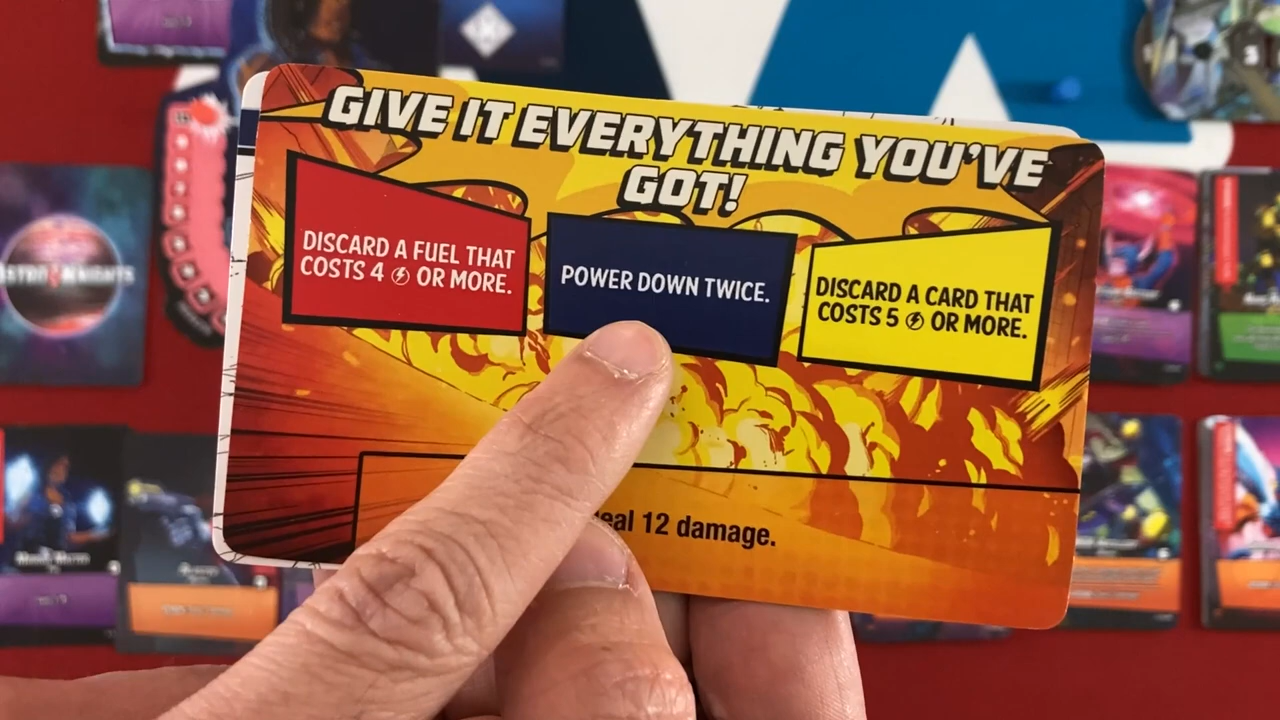 GIVE IT EVERYTHING YOU'VE
GOT!
DISCARD A FUEL THAT
COSTS 4 OR MORE.
POWER DOWN TWICE.
DISCARD A CARD THAT
COSTS 5 OR MORE.
12 damage.